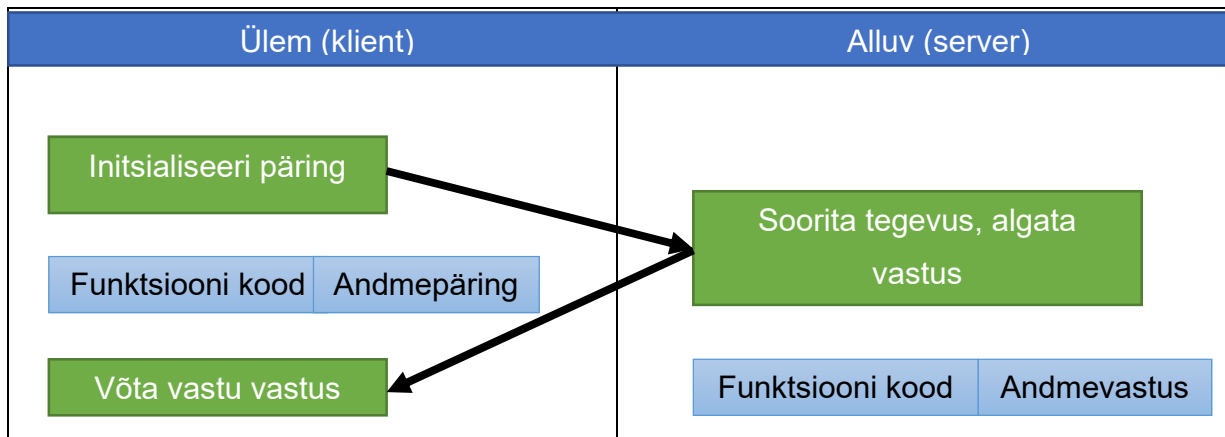 Ülem (klient)
Alluv (server)
Initsialiseeri päring
Soorita tegevus, algata
vastus
Funktsiooni kood
Andmepäring
Võta vastu vastus
Funktsiooni kood
Andmevastus